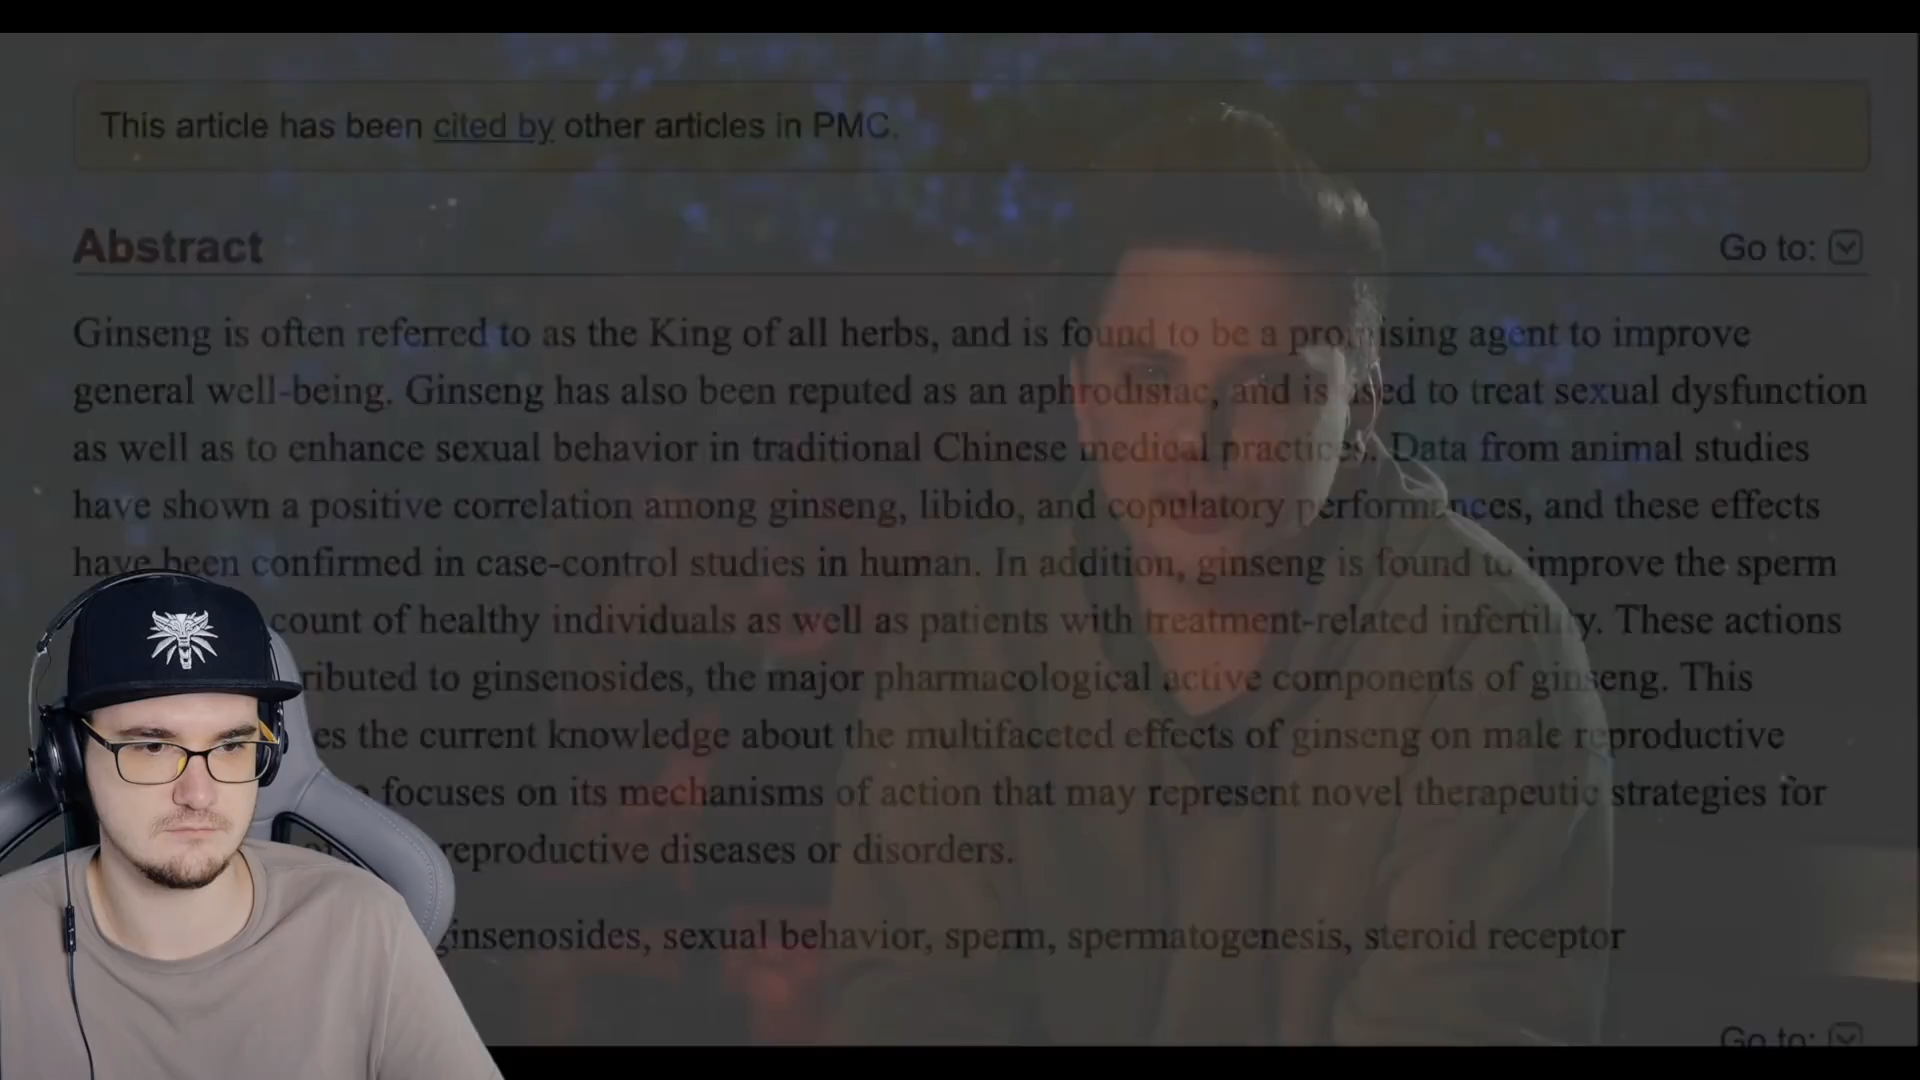 This article has been cited by other articles in PMC.
Abstract
Go to:
Ginseng is often referred to as the King of all herbs, and is found to be a promising agent to improve
general well-being. Ginseng has also been reputed as an aphrodisiac, and is used to treat sexual dysfunction
as well as to enhance sexual behavior in traditional Chinese medical practices. Data from animal studies
have shown a positive correlation among ginseng, libido, and copulatory performances, and these effects
have been confirmed in case-control studies in human. In addition, ginseng is found to improve the sperm
count of healthy individuals as well as patients with treatment-related infertility. These actions
ributed to ginsenosides, the major pharmacological active components of ginseng. This
es the current knowledge about the multifaceted effects of ginseng on male reproductive
focuses on its mechanisms of action that may represent novel therapeutic strategies for
reproductive diseases or disorders.
ginsenosides, sexual behavior, sperm, spermatogenesis, steroid receptor
Go to: